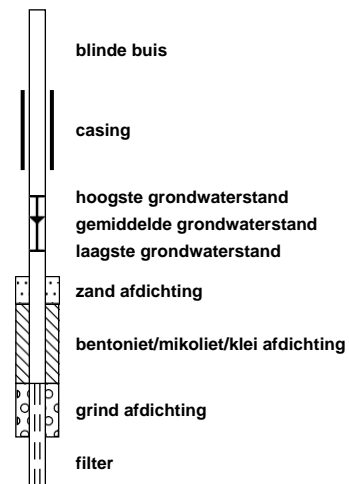 blinde buis
casing
hoogste grondwaterstand
gemiddelde grondwaterstand
laagste grondwaterstand
zand afdichting
bentoniet/mikoliet/klei afdichting
grind afdichting
filter